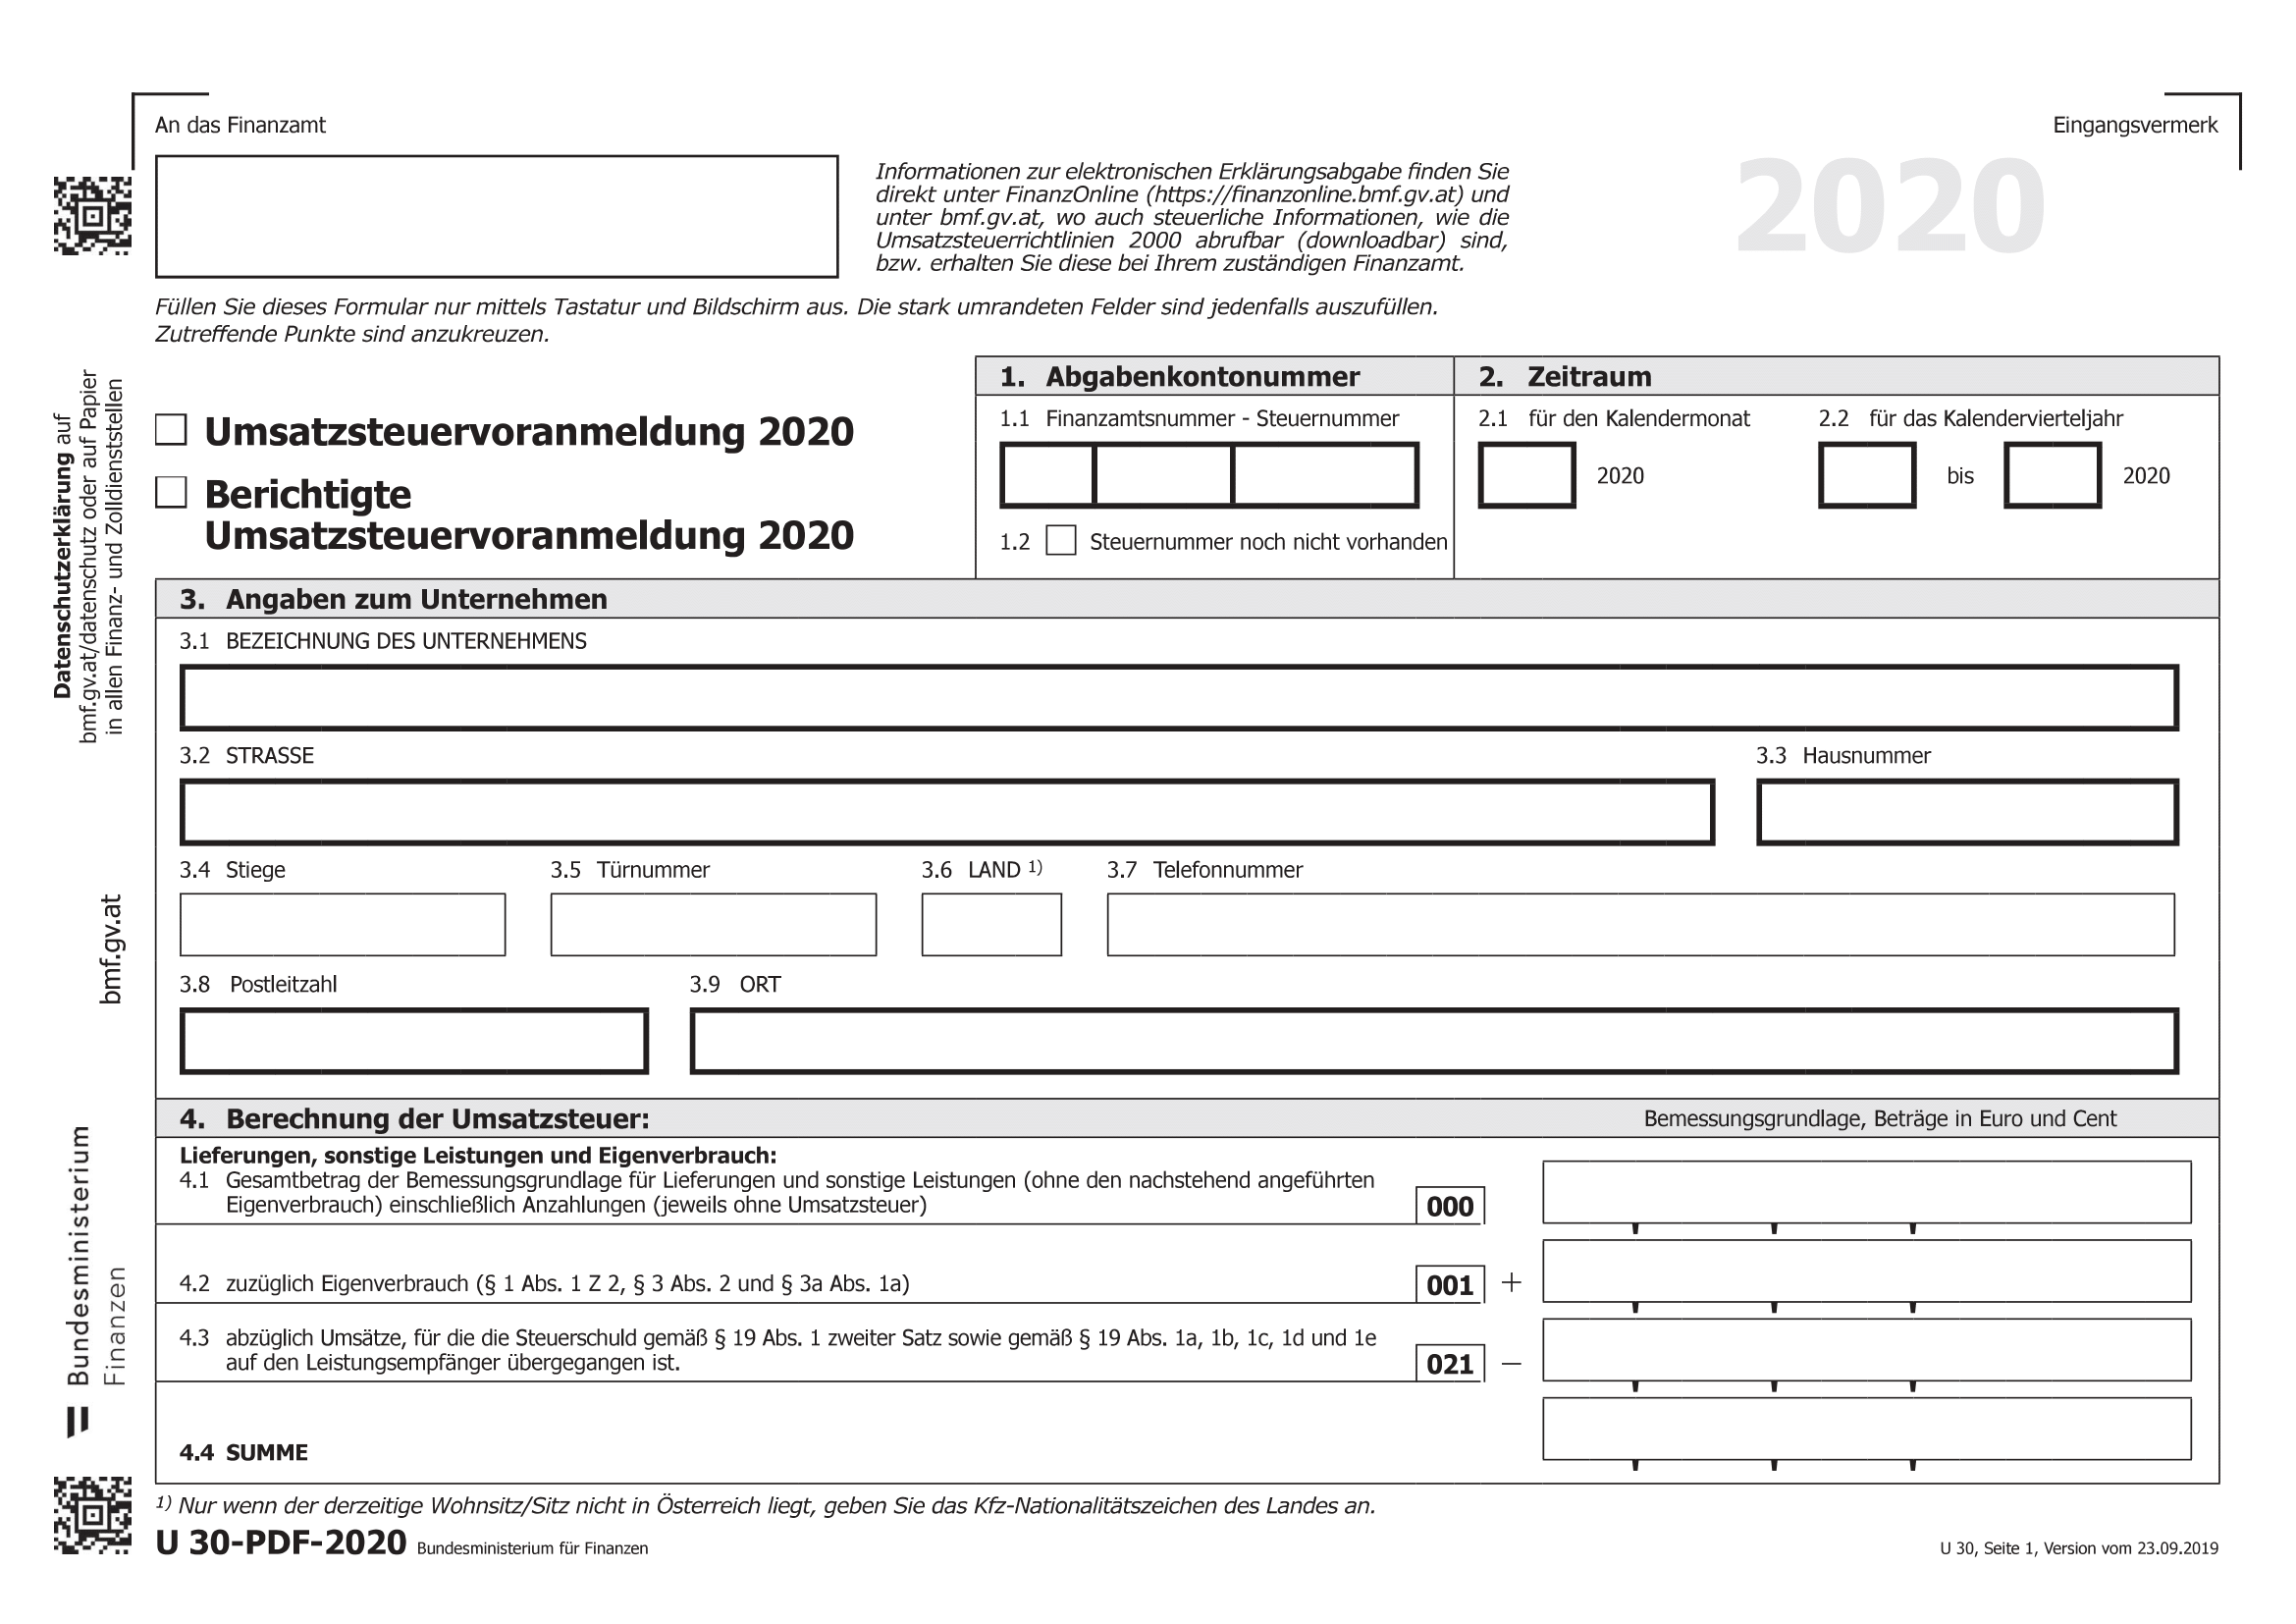 An das Finanzamt
Eingangsvermerk
Informationen zur elektronischen Erklärungsabgabe finden Sie
direkt unter FinanzOnline (https://finanzonline.bmf.gv.at) und
unter bmf.gv.at, wo auch steuerliche Informationen, wie die
Umsatzsteuerrichtlinien 2000 abrufbar (downloadbar) sind,
bzw. erhalten Sie diese bei Ihrem zuständigen Finanzamt.
2020
Füllen Sie dieses Formular nur mittels Tastatur und Bildschirm aus. Die stark umrandeten Felder sind jedenfalls auszufüllen.
Zutreffende Punkte sind anzukreuzen.
Umsatzsteuervoranmeldung 2020
Berichtigte
Umsatzsteuervoranmeldung 2020
1. Abgabenkontonummer
1.1 Finanzamtsnummer - Steuernummer
1.2 Steuernummer noch nicht vorhanden
2. Zeitraum
2.1 für den Kalendermonat
2020
2.2 für das Kalendervierteljahr
bis 2020
3. Angaben zum Unternehmen
3.1 BEZEICHNUNG DES UNTERNEHMENS
3.2 STRASSE
3.3 Hausnummer
3.4 Stiege
3.5 Türnummer
3.6 LAND 1)
3.7 Telefonnummer
3.8 Postleitzahl
3.9 ORT
4. Berechnung der Umsatzsteuer:
Bemessungsgrundlage, Beträge in Euro und Cent
Lieferungen, sonstige Leistungen und Eigenverbrauch:
4.1 Gesamtbetrag der Bemessungsgrundlage für Lieferungen und sonstige Leistungen (ohne den nachstehend angeführten
Eigenverbrauch) einschließlich Anzahlungen (jeweils ohne Umsatzsteuer) 000
4.2 zuzüglich Eigenverbrauch (§ 1 Abs. 1 Z 2, § 3 Abs. 2 und § 3a Abs. 1a) 001 +
4.3 abzüglich Umsätze, für die die Steuerschuld gemäß § 19 Abs. 1 zweiter Satz sowie gemäß § 19 Abs. 1a, 1b, 1c, 1d und 1e
auf den Leistungsempfänger übergegangen ist. 021 –
4.4 SUMME
1) Nur wenn der derzeitige Wohnsitz/Sitz nicht in Österreich liegt, geben Sie das Kfz-Nationalitätszeichen des Landes an.
U 30-PDF-2020 Bundesministerium für Finanzen
U 30, Seite 1, Version vom 23.09.2019
Datenschutzerklärung auf
bmf.gv.at/datenschutz oder auf Papier
in allen Finanz- und Zolldienststellen
bmf.gv.at
Bundesministerium
Finanzen